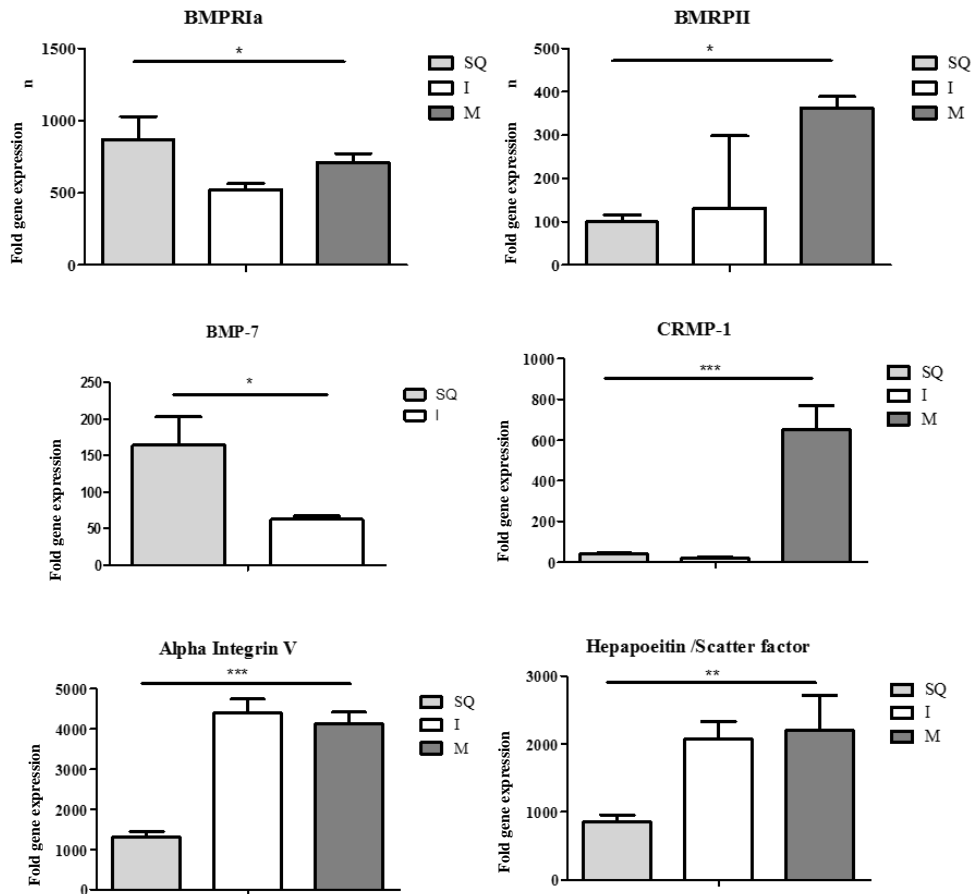 BMPRIa
1500
1000
500
0
Fold gene expression
n
*
SQ
I
M
BMRPII
500
400
300
200
100
0
Fold gene expression
n
*
SQ
I
M
BMP-7
250
200
150
100
50
0
Fold gene expression
*
SQ
I
CRMP-1
1000
800
600
400
200
0
Fold gene expression
***
SQ
I
M
Alpha Integrin V
5000
4000
3000
2000
1000
0
Fold gene expression
***
SQ
I
M
Hepapoeitin /Scatter factor
3000
2000
1000
0
Fold gene expression
**
SQ
I
M